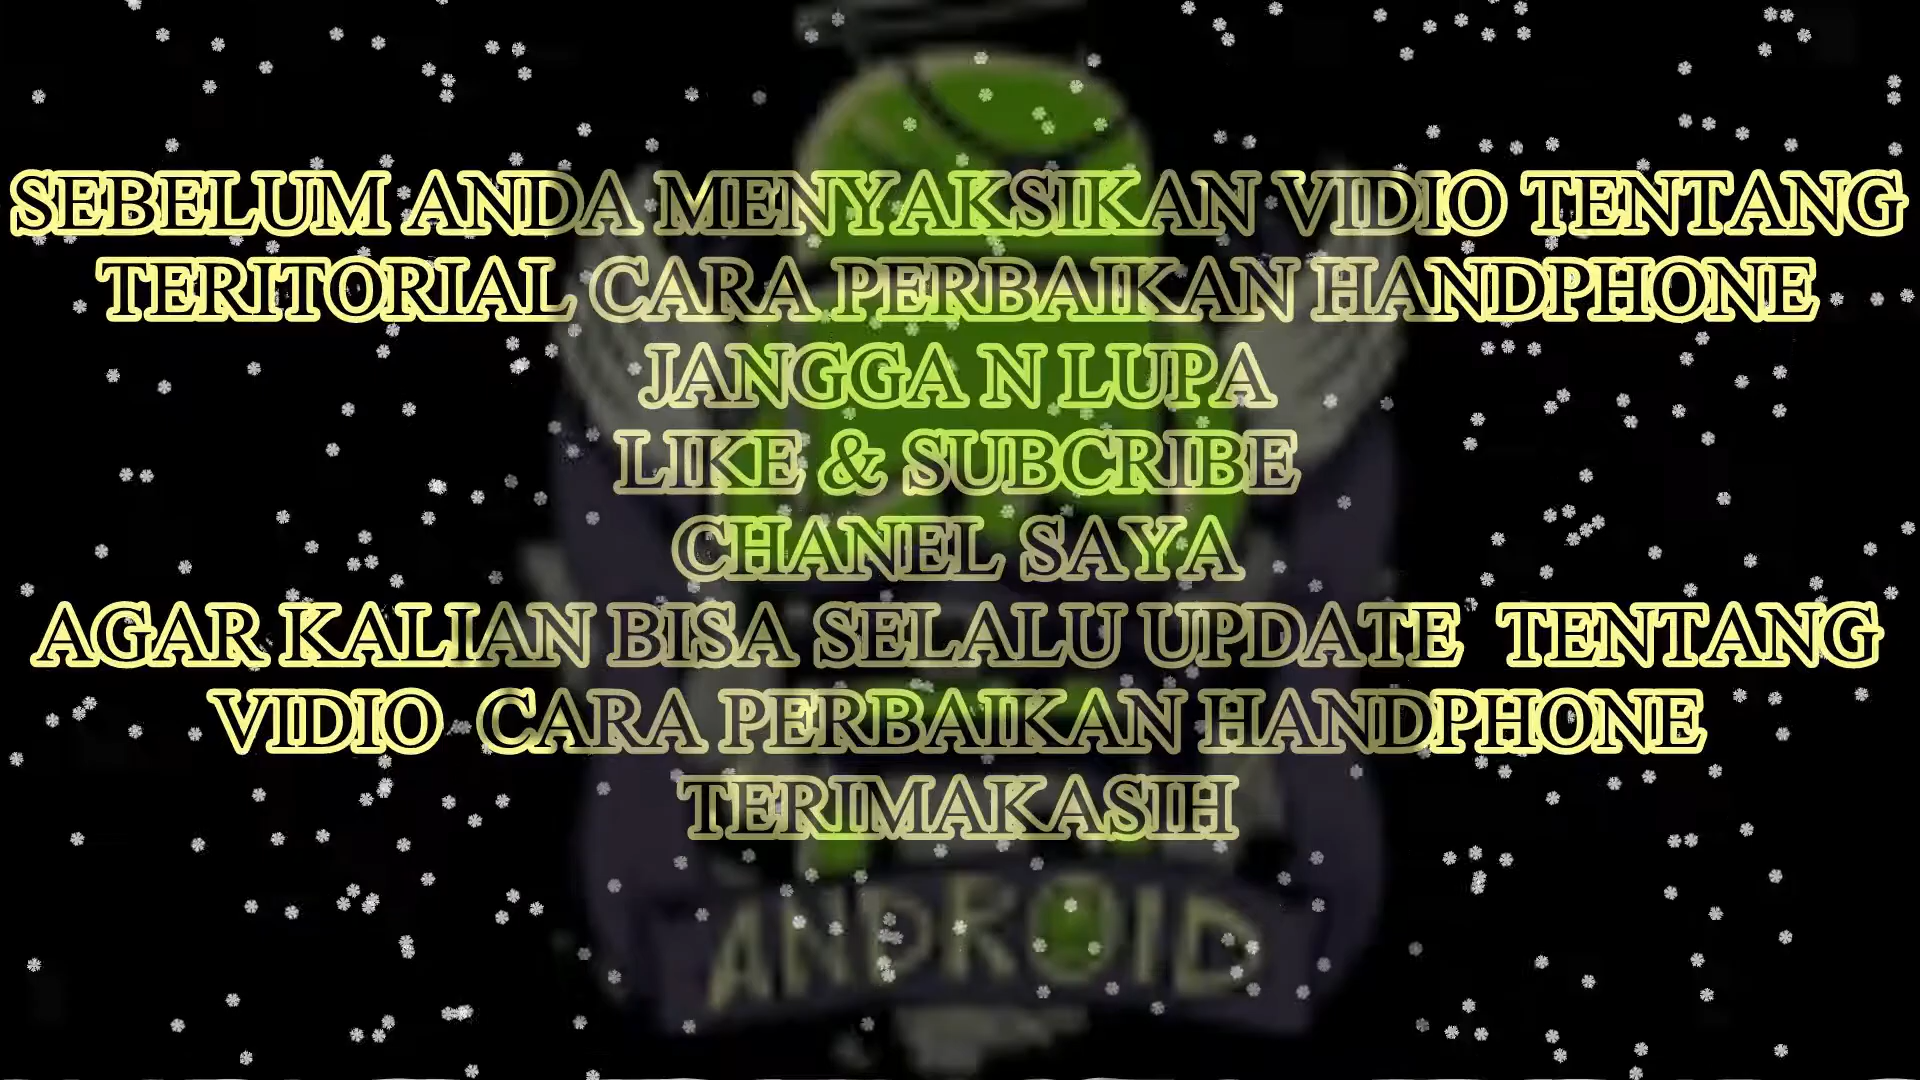 SEBELUM ANDA MENYAKSIKAN VIDIO TENTANG
TERITORIAL CARA PERBAIKAN HANDPHONE
JANGGA N LUPA
LIKE & SUBCRIBE
CHANEL SAYA
AGAR KALIAN BISA SELALU UPDATE  TENTANG
VIDIO  CARA PERBAIKAN HANDPHONE
TERIMAKASIH
ANDROID